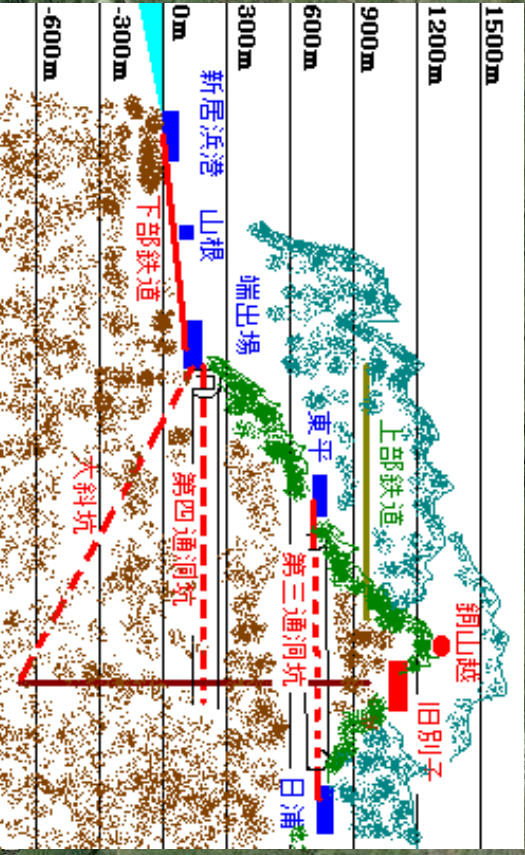 1500m
1200m
900m
600m
300m
0m
-300m
-600m
銅山越
旧別子
上部鉄道
東平
第三通洞坑
日浦
端出場
新居浜港
山根
下部鉄道
第四通洞坑
大斜坑